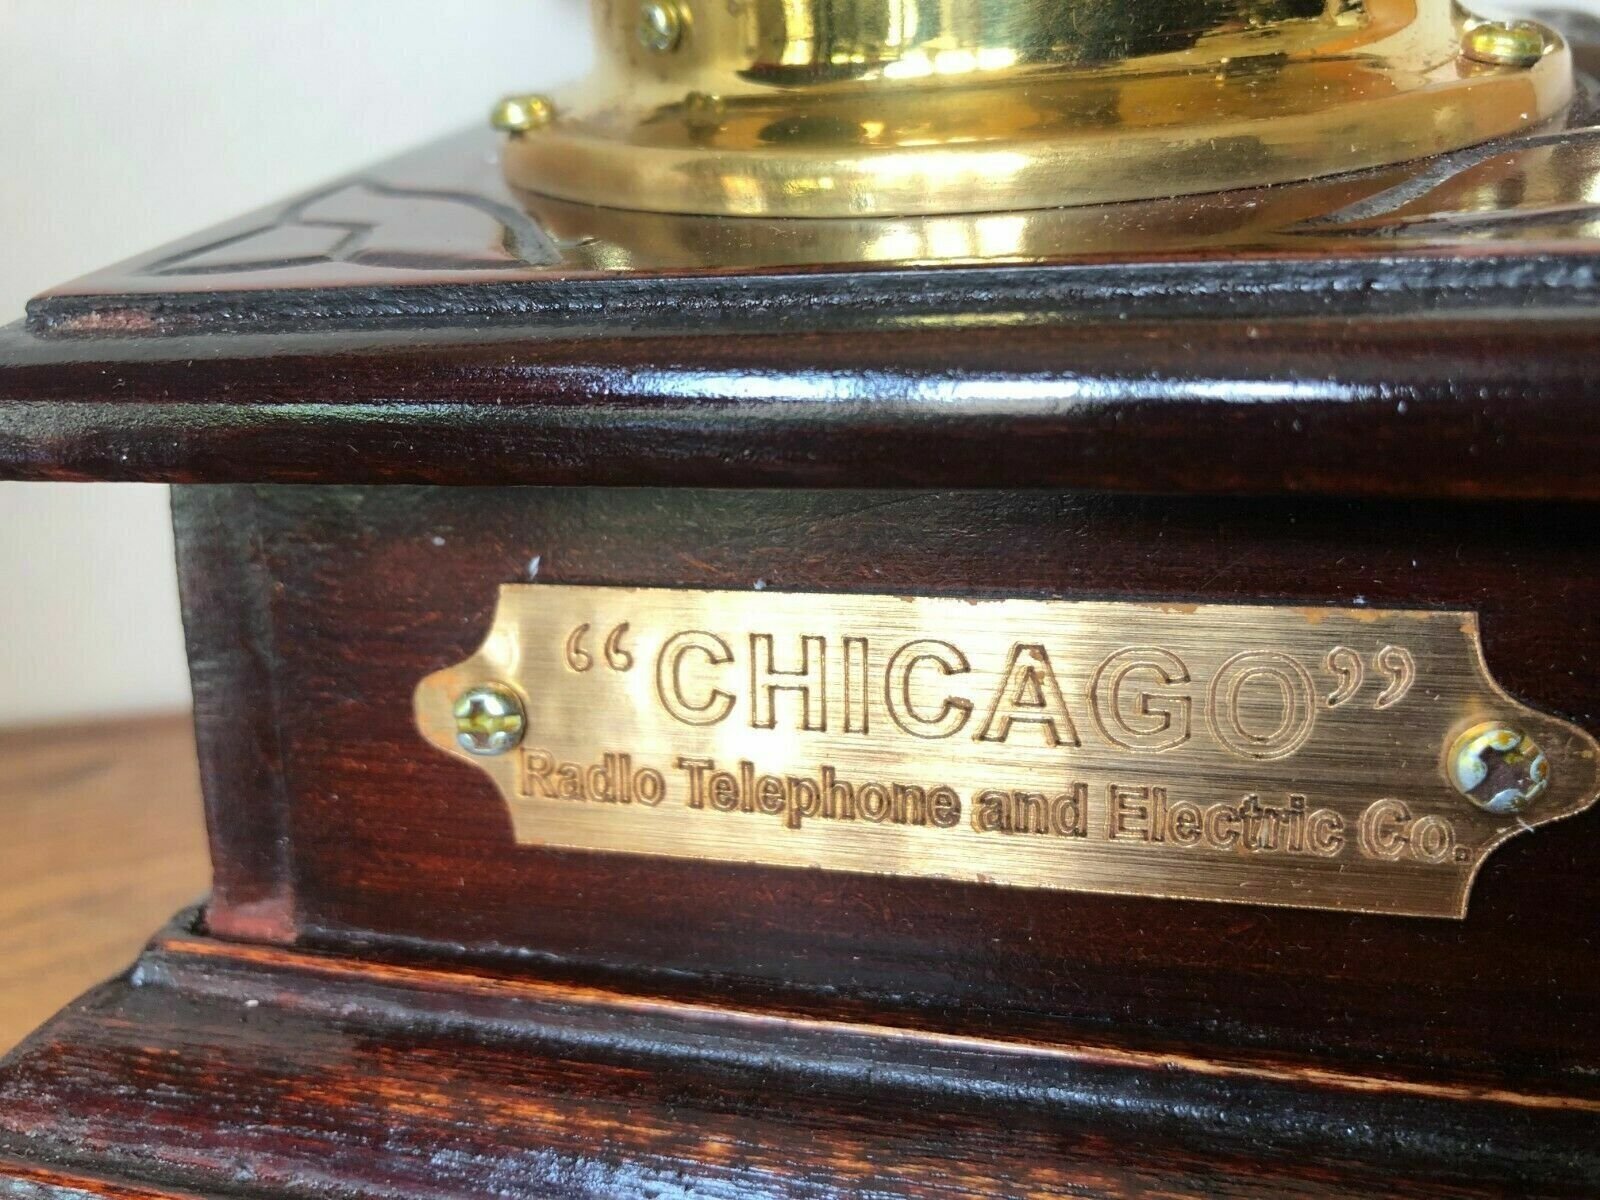 “CHICAGO”
Radlo Telephone and Electric Co.